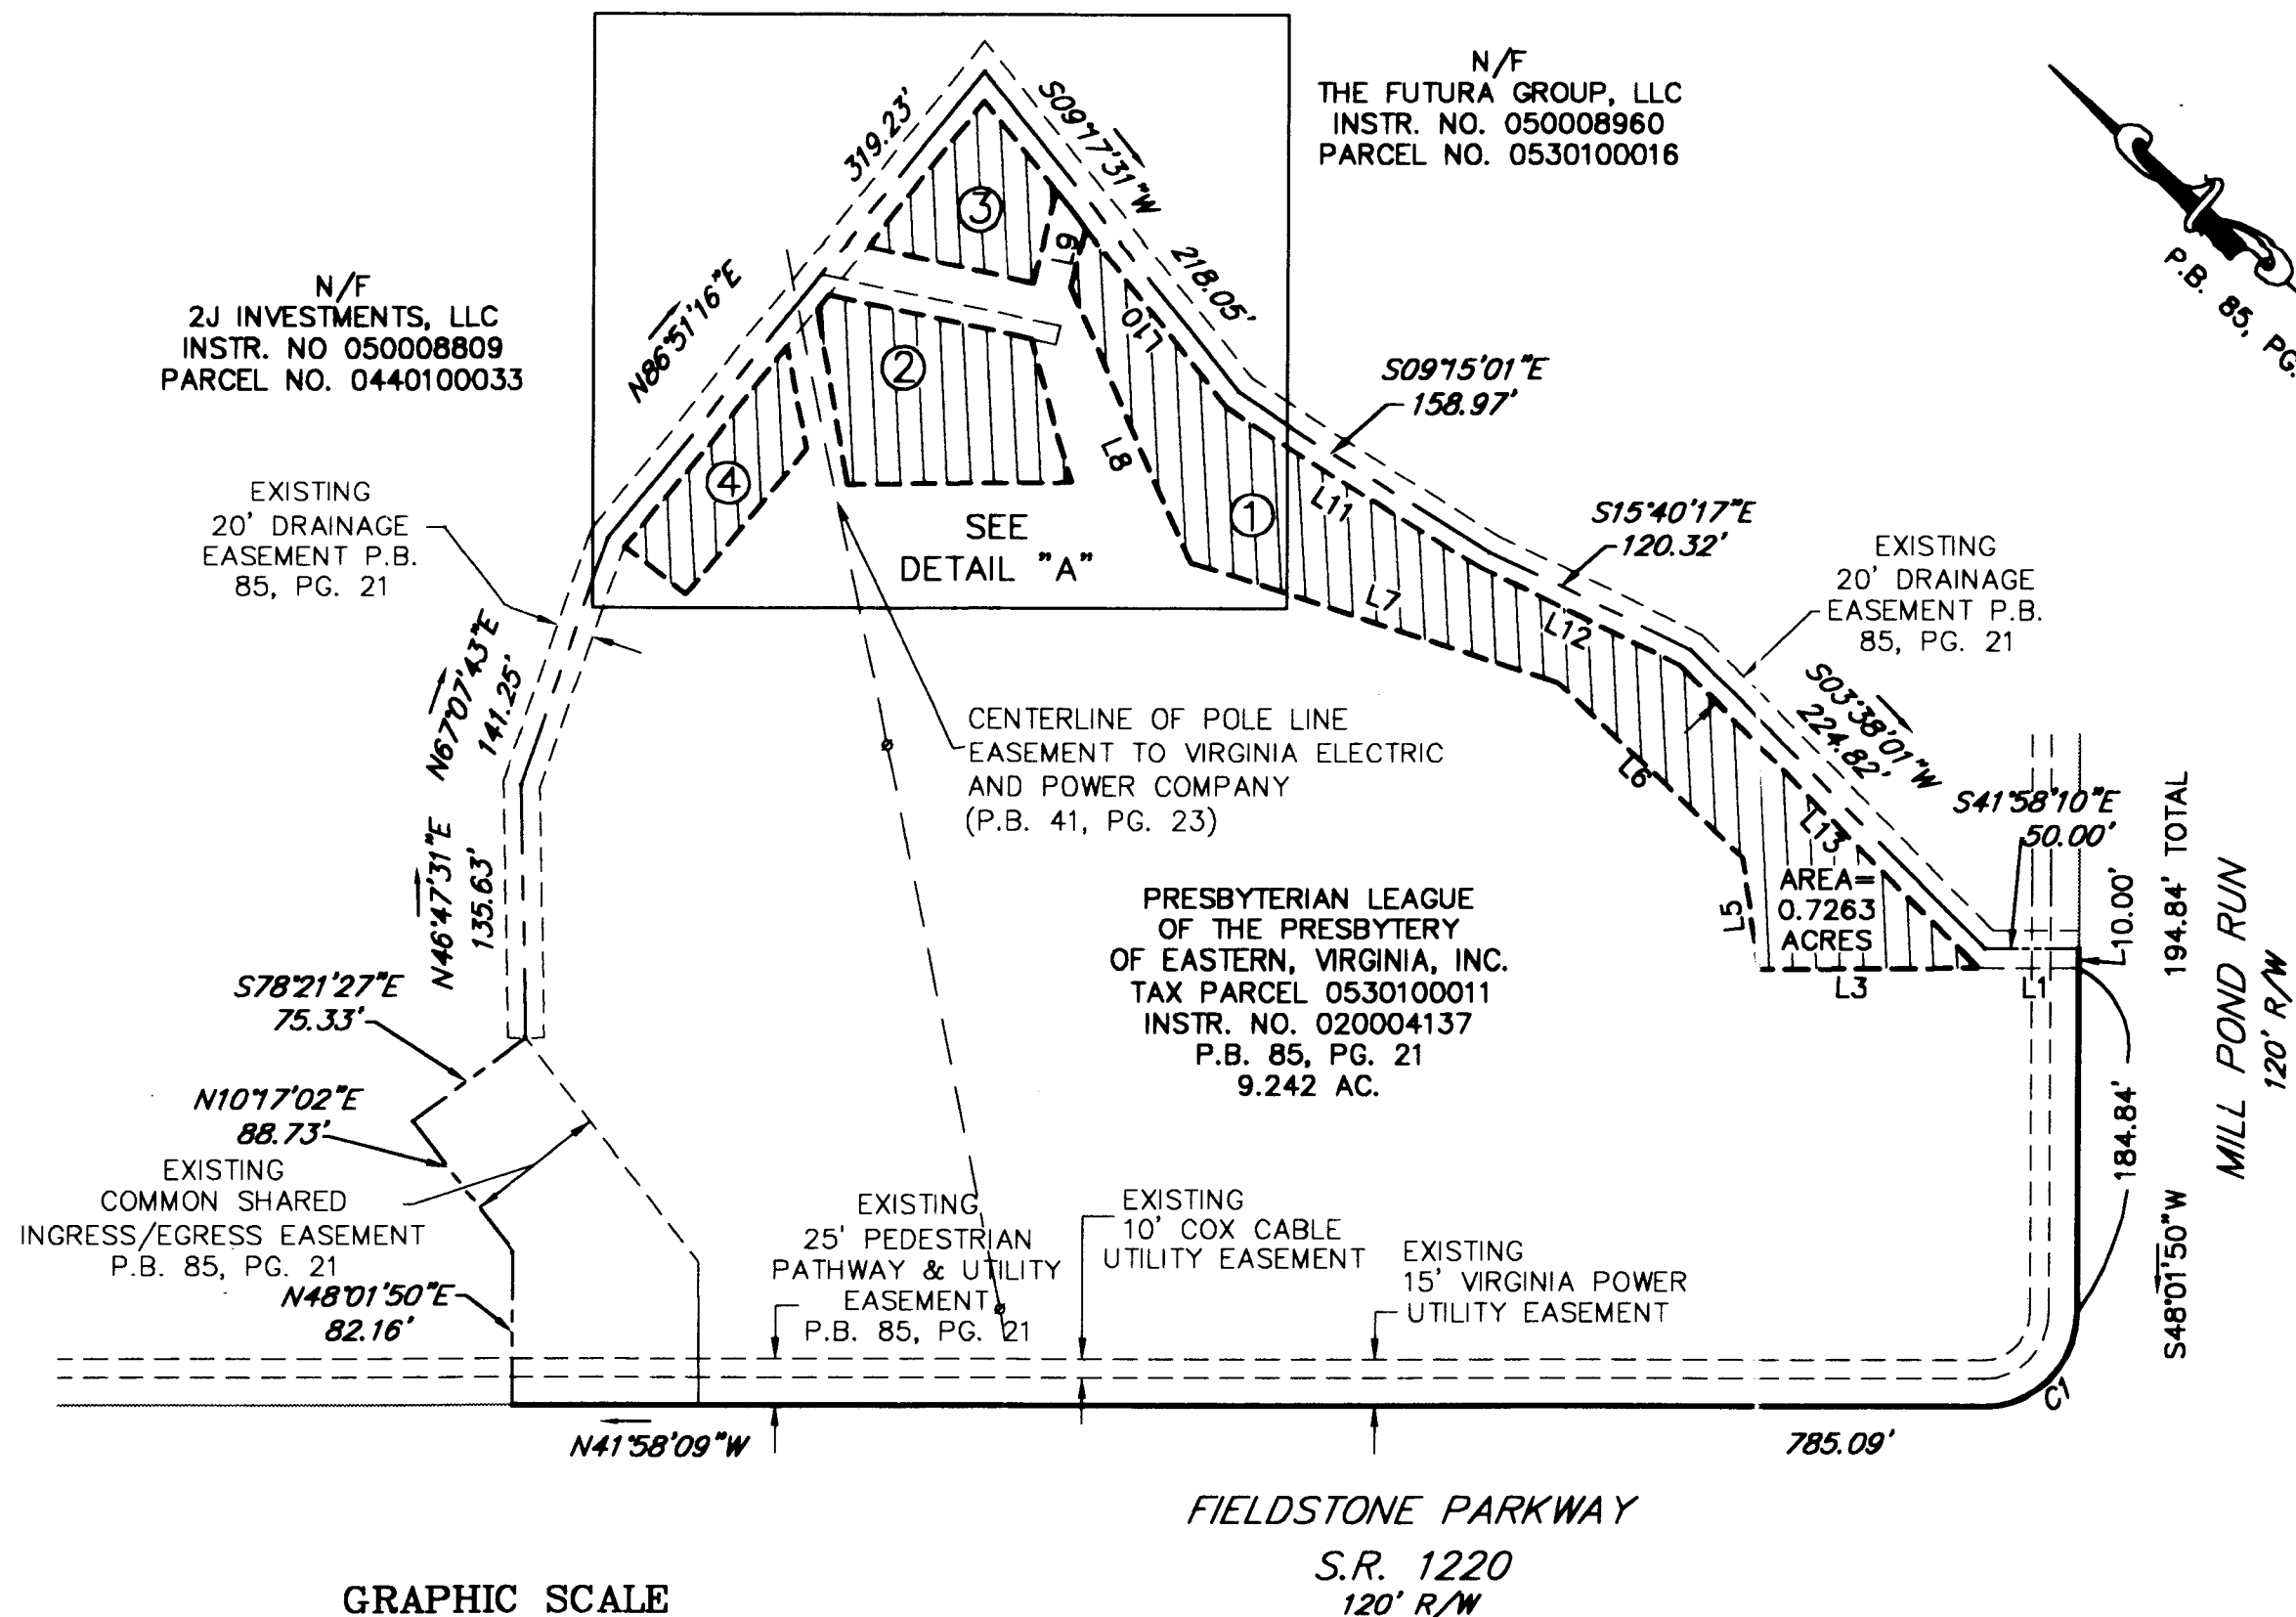 N/F
THE FUTURA GROUP, LLC
INSTR. NO. 050008960
PARCEL NO. 0530100016
P.B. 85, PG.
319.23'
S09°17'31"W
218.05'
N/F
2J INVESTMENTS, LLC
INSTR. NO 050008809
PARCEL NO. 0440100033
N86°51'16"E
3
L9
L10
2
L8
4
1
S09°15'01"E
158.97'
L11
SEE
DETAIL "A"
EXISTING
20' DRAINAGE
EASEMENT P.B.
85, PG. 21
S15°40'17"E
120.32'
EXISTING
20' DRAINAGE
EASEMENT P.B.
85, PG. 21
L7
L12
N67°07'43"E
141.25'
CENTERLINE OF POLE LINE
EASEMENT TO VIRGINIA ELECTRIC
AND POWER COMPANY
(P.B. 41, PG. 23)
L6
S03°38'01"W
224.82'
L13
S41°58'10"E
50.00'
N46°47'31"E
135.63'
PRESBYTERIAN LEAGUE
OF THE PRESBYTERY
OF EASTERN, VIRGINIA, INC.
TAX PARCEL 0530100011
INSTR. NO. 020004137
P.B. 85, PG. 21
9.242 AC.
L5
AREA=
0.7263
ACRES
L3
L1
10.00'
194.84' TOTAL
MILL POND RUN
120' R/W
184.84'
S48°01'50"W
S78°21'27"E
75.33'
N10°17'02"E
88.73'
EXISTING
COMMON SHARED
INGRESS/EGRESS EASEMENT
P.B. 85, PG. 21
N48°01'50"E
82.16'
EXISTING
25' PEDESTRIAN
PATHWAY & UTILITY
EASEMENT
P.B. 85, PG. 21
EXISTING
10' COX CABLE
UTILITY EASEMENT
EXISTING
15' VIRGINIA POWER
UTILITY EASEMENT
C1
N41°58'09"W
785.09'
FIELDSTONE PARKWAY
S.R. 1220
120' R/W
GRAPHIC SCALE